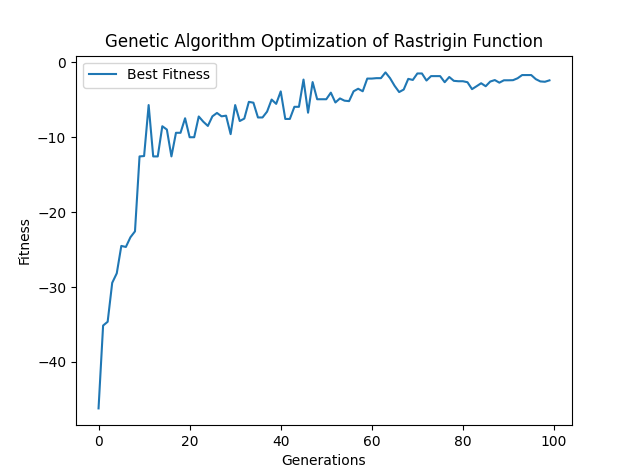 Genetic Algorithm Optimization of Rastrigin Function
Best Fitness
0
−10
−20
−30
−40
Fitness
0 20 40 60 80 100
Generations